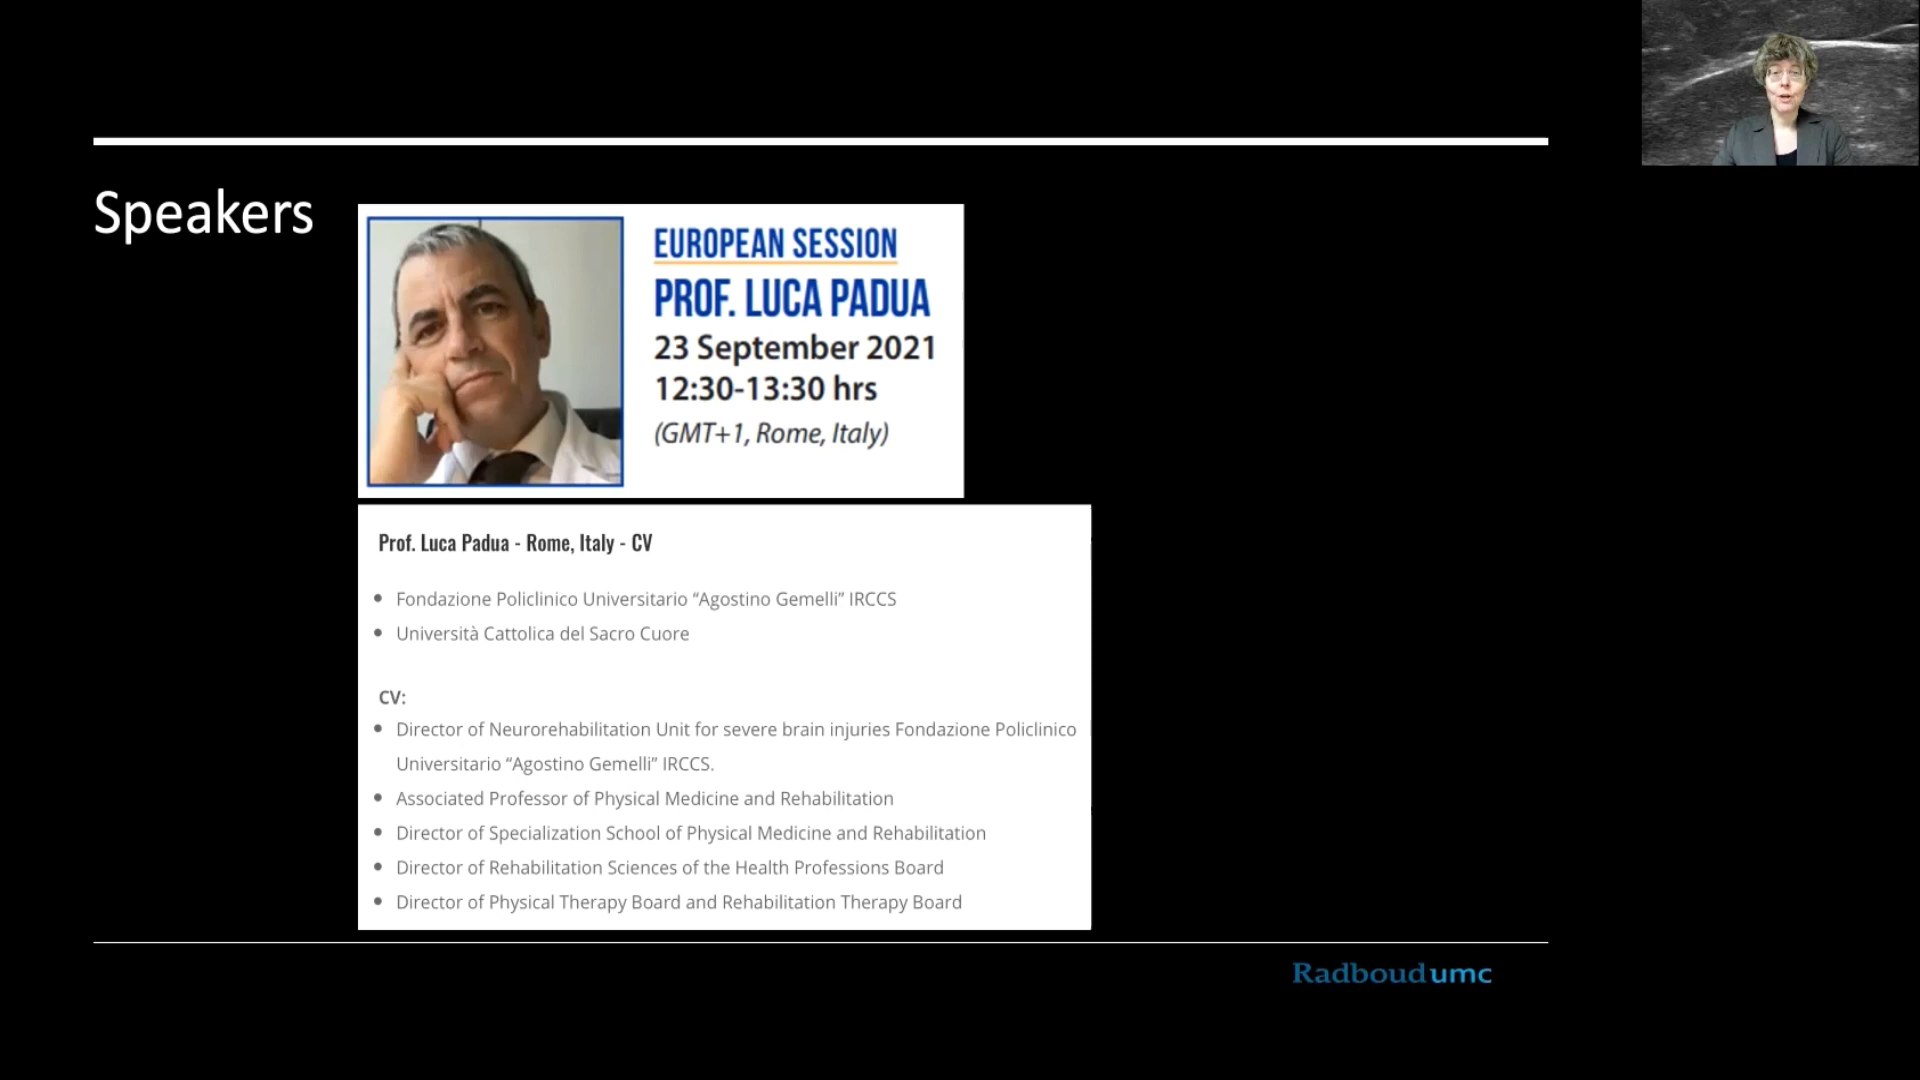 Speakers
EUROPEAN SESSION
PROF. LUCA PADUA
23 September 2021
12:30-13:30 hrs
(GMT+1, Rome, Italy)
Prof. Luca Padua - Rome, Italy - CV
• Fondazione Policlinico Universitario “Agostino Gemelli” IRCCS
• Università Cattolica del Sacro Cuore
CV:
• Director of Neurorehabilitation Unit for severe brain injuries Fondazione Policlinico
Universitario “Agostino Gemelli” IRCCS.
• Associated Professor of Physical Medicine and Rehabilitation
• Director of Specialization School of Physical Medicine and Rehabilitation
• Director of Rehabilitation Sciences of the Health Professions Board
• Director of Physical Therapy Board and Rehabilitation Therapy Board
Radboudumc